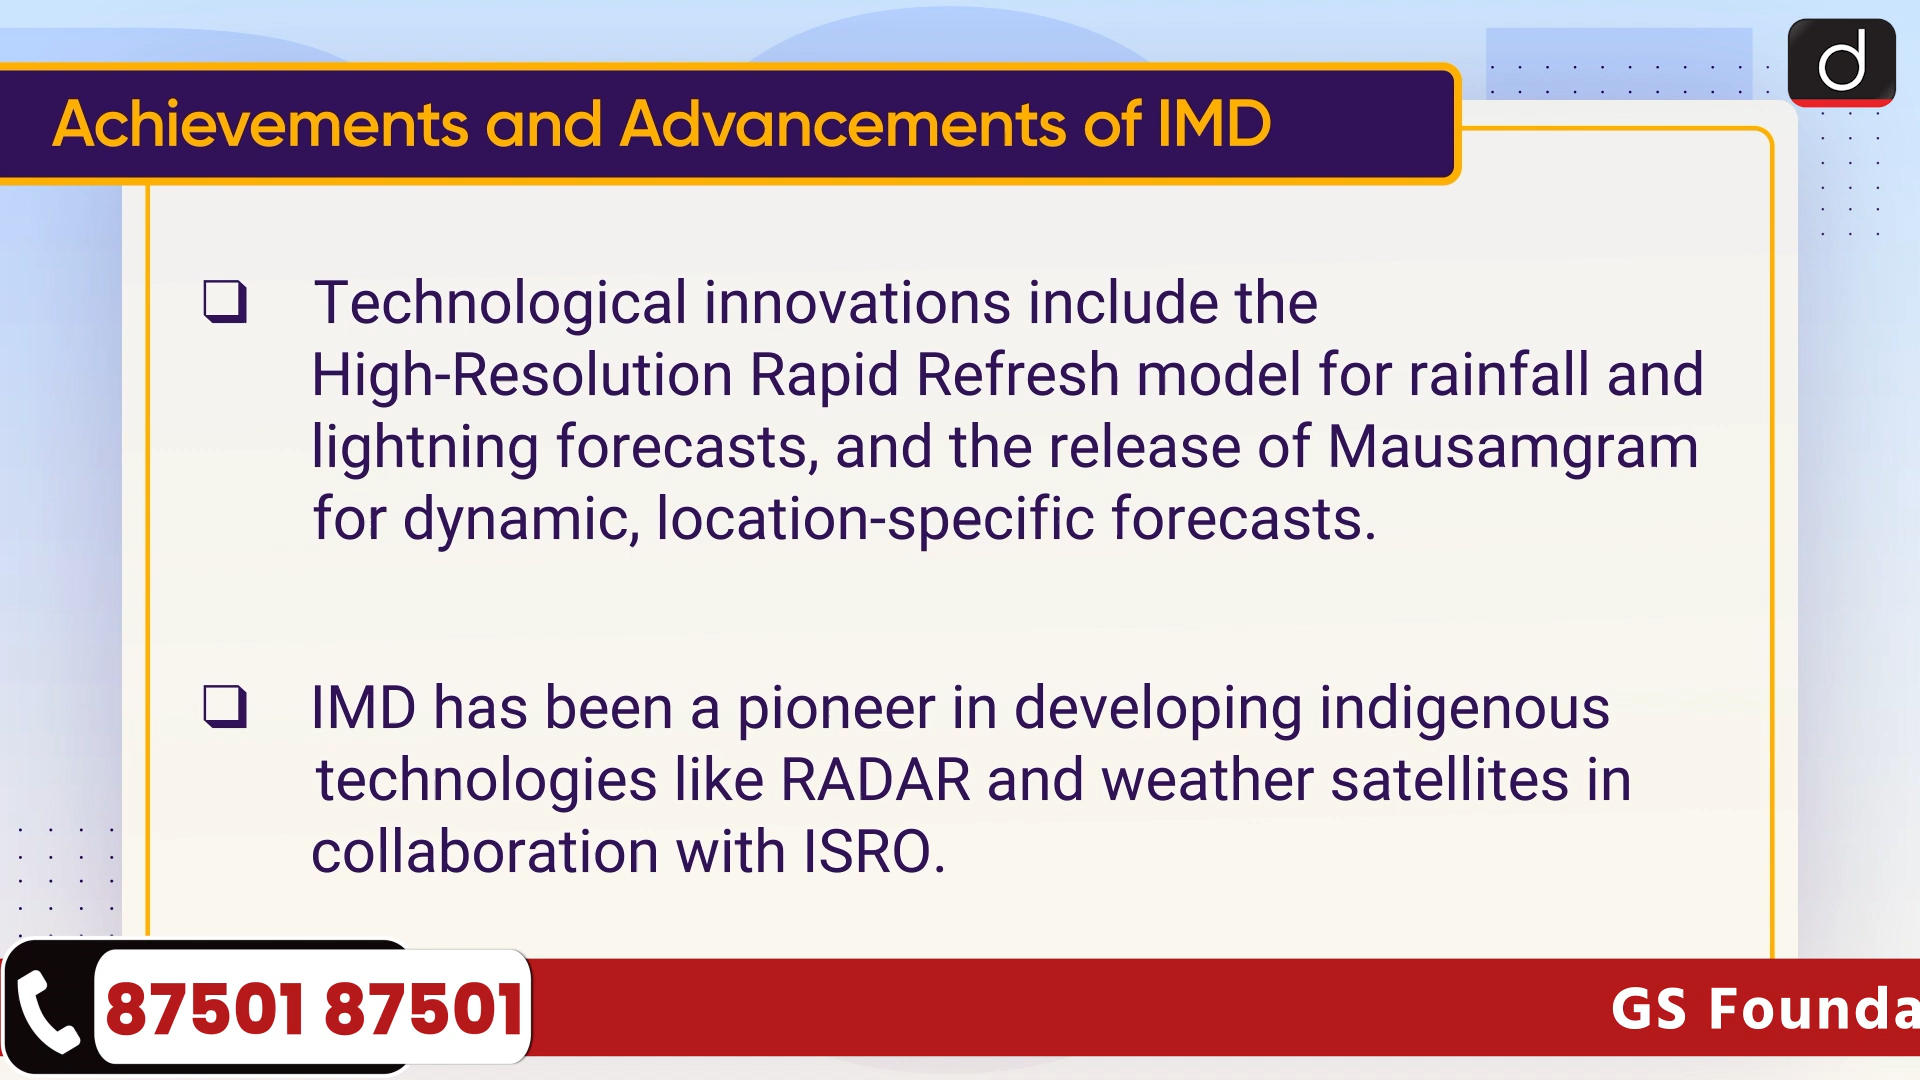 Achievements and Advancements of IMD
d
❑ Technological innovations include the
High-Resolution Rapid Refresh model for rainfall and
lightning forecasts, and the release of Mausamgram
for dynamic, location-specific forecasts.
❑ IMD has been a pioneer in developing indigenous
technologies like RADAR and weather satellites in
collaboration with ISRO.
87501 87501
GS Founda